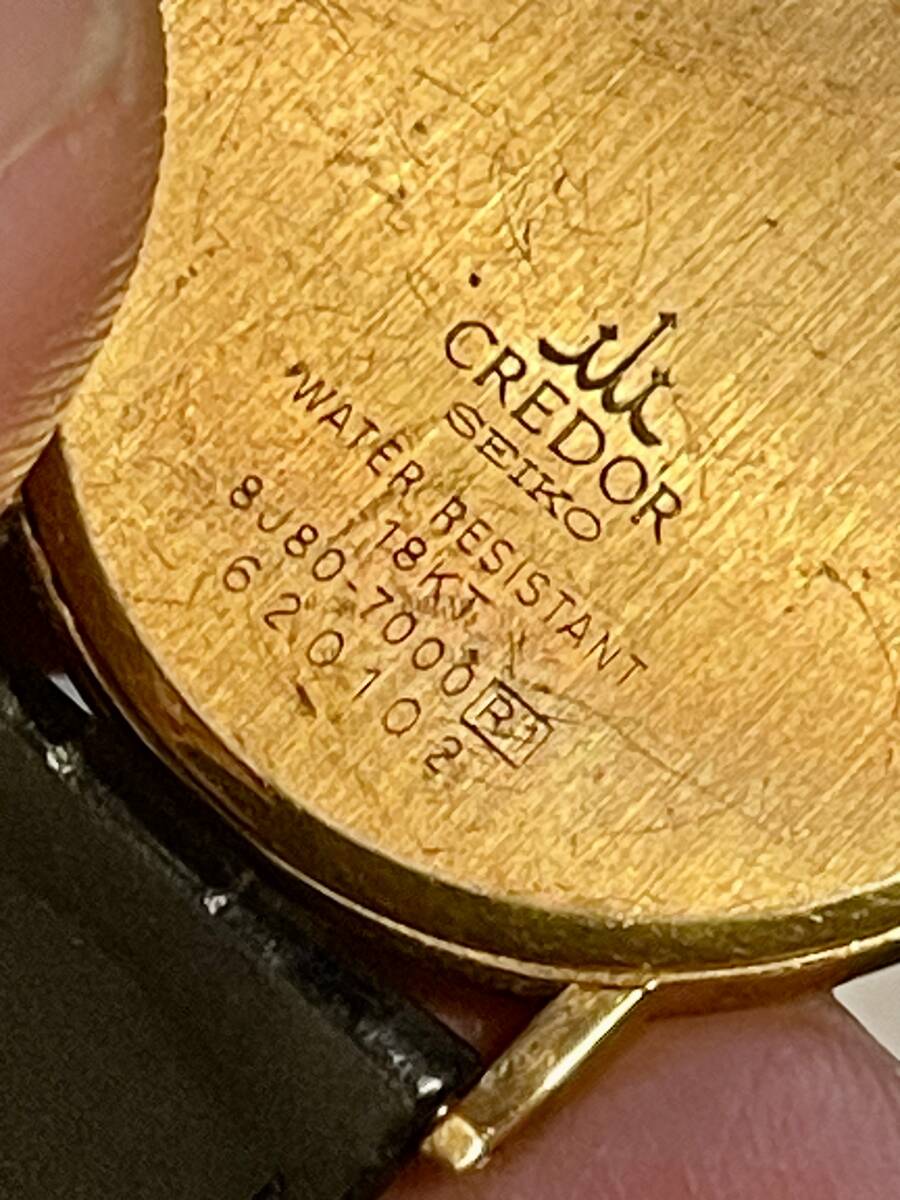 CREDOR
SEIKO
WATER RESISTANT
18KT
8J80-7000
620102